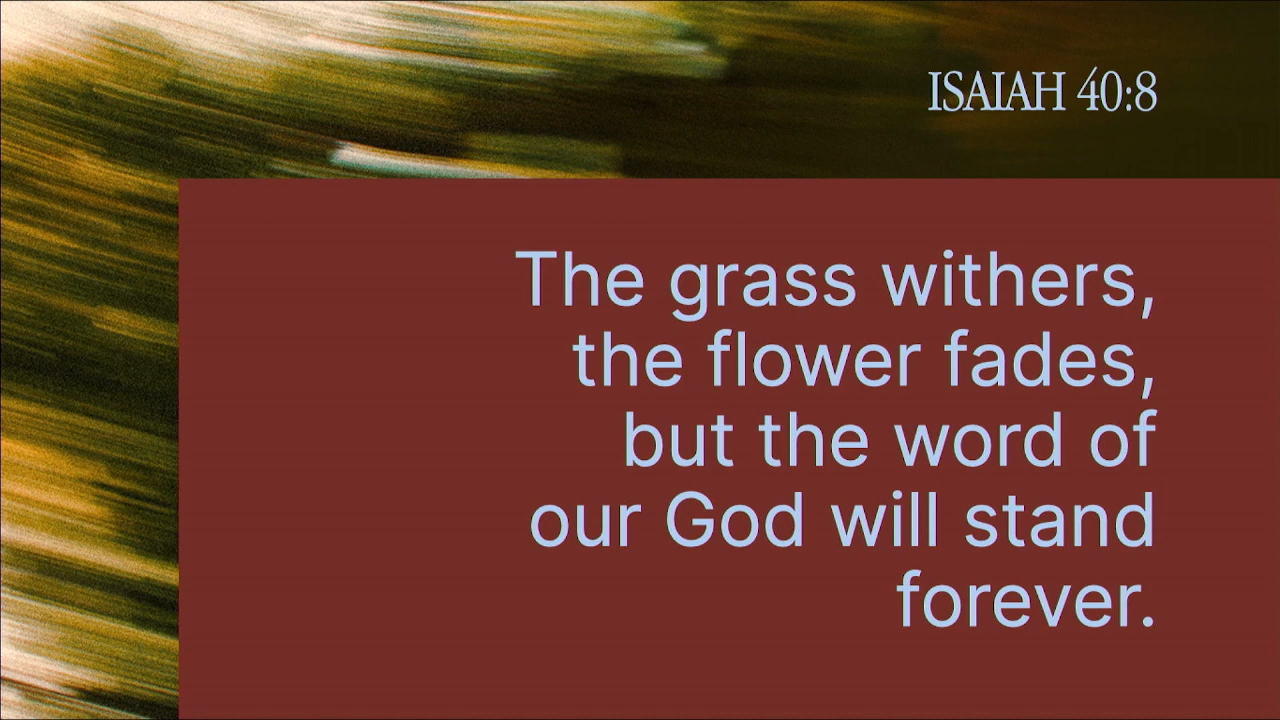 ISAIAH 40:8
The grass withers,
the flower fades,
but the word of
our God will stand
forever.